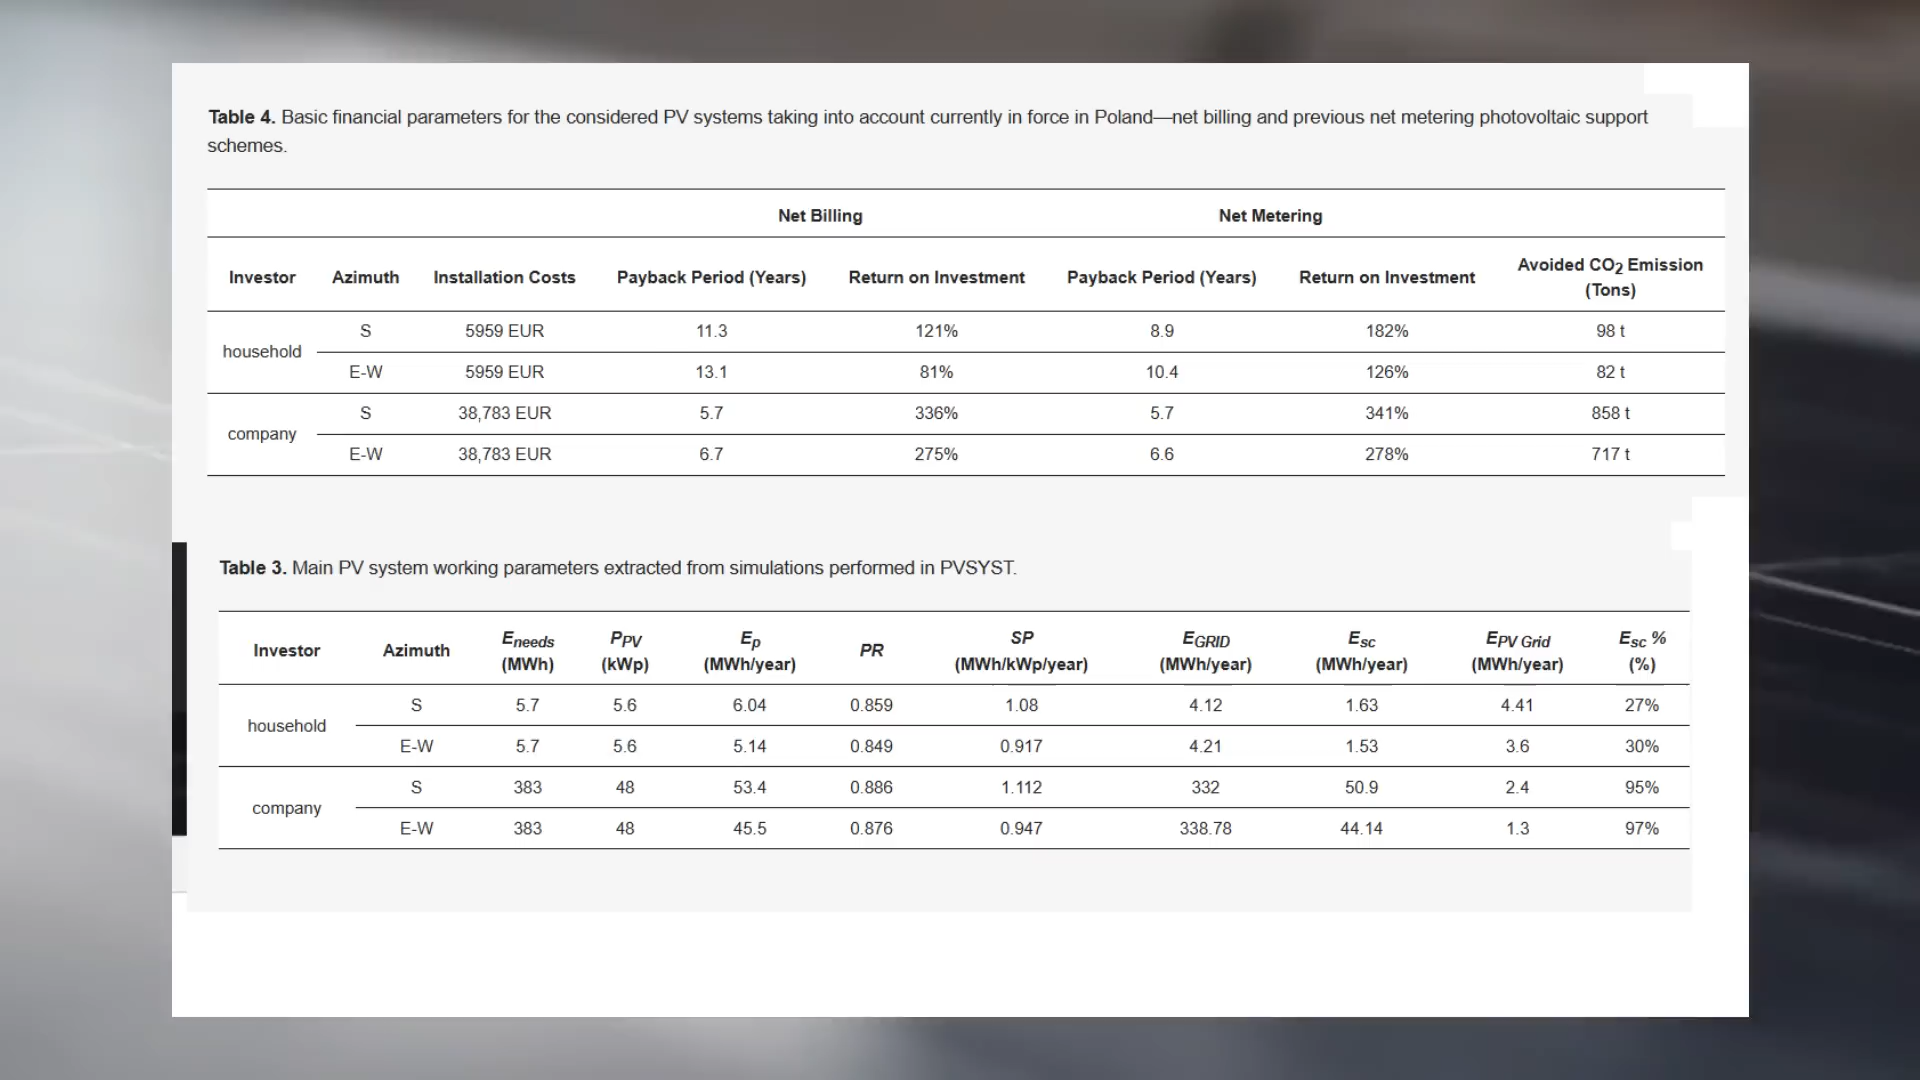 Table 4. Basic financial parameters for the considered PV systems taking into account currently in force in Poland—net billing and previous net metering photovoltaic support
schemes.
Net Billing Net Metering
Investor Azimuth Installation Costs Payback Period (Years) Return on Investment Payback Period (Years) Return on Investment Avoided CO2 Emission (Tons)
household S 5959 EUR 11.3 121% 8.9 182% 98 t
E-W 5959 EUR 13.1 81% 10.4 126% 82 t
company S 38,783 EUR 5.7 336% 5.7 341% 858 t
E-W 38,783 EUR 6.7 275% 6.6 278% 717 t
Table 3. Main PV system working parameters extracted from simulations performed in PVSYST.
Investor Azimuth Eneeds (MWh) PPV (kWp) Ep (MWh/year) PR SP (MWh/kWp/year) EGRID (MWh/year) Esc (MWh/year) EPV Grid (MWh/year) Esc % (%)
household S 5.7 5.6 6.04 0.859 1.08 4.12 1.63 4.41 27%
E-W 5.7 5.6 5.14 0.849 0.917 4.21 1.53 3.6 30%
company S 383 48 53.4 0.886 1.112 332 50.9 2.4 95%
E-W 383 48 45.5 0.876 0.947 338.78 44.14 1.3 97%